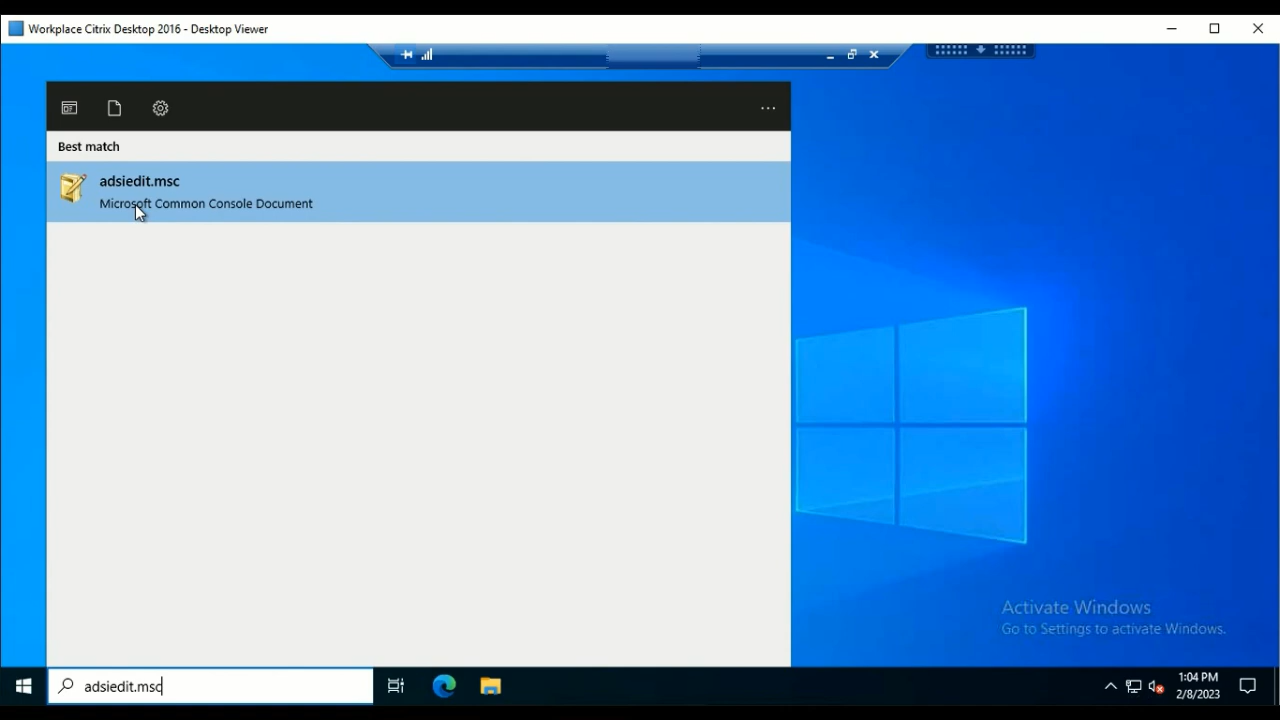 Workplace Citrix Desktop 2016 - Desktop Viewer
Best match
adsiedit.msc
Microsoft Common Console Document
Activate Windows
Go to Settings to activate Windows.
adsiedit.msc
1:04 PM
2/8/2023